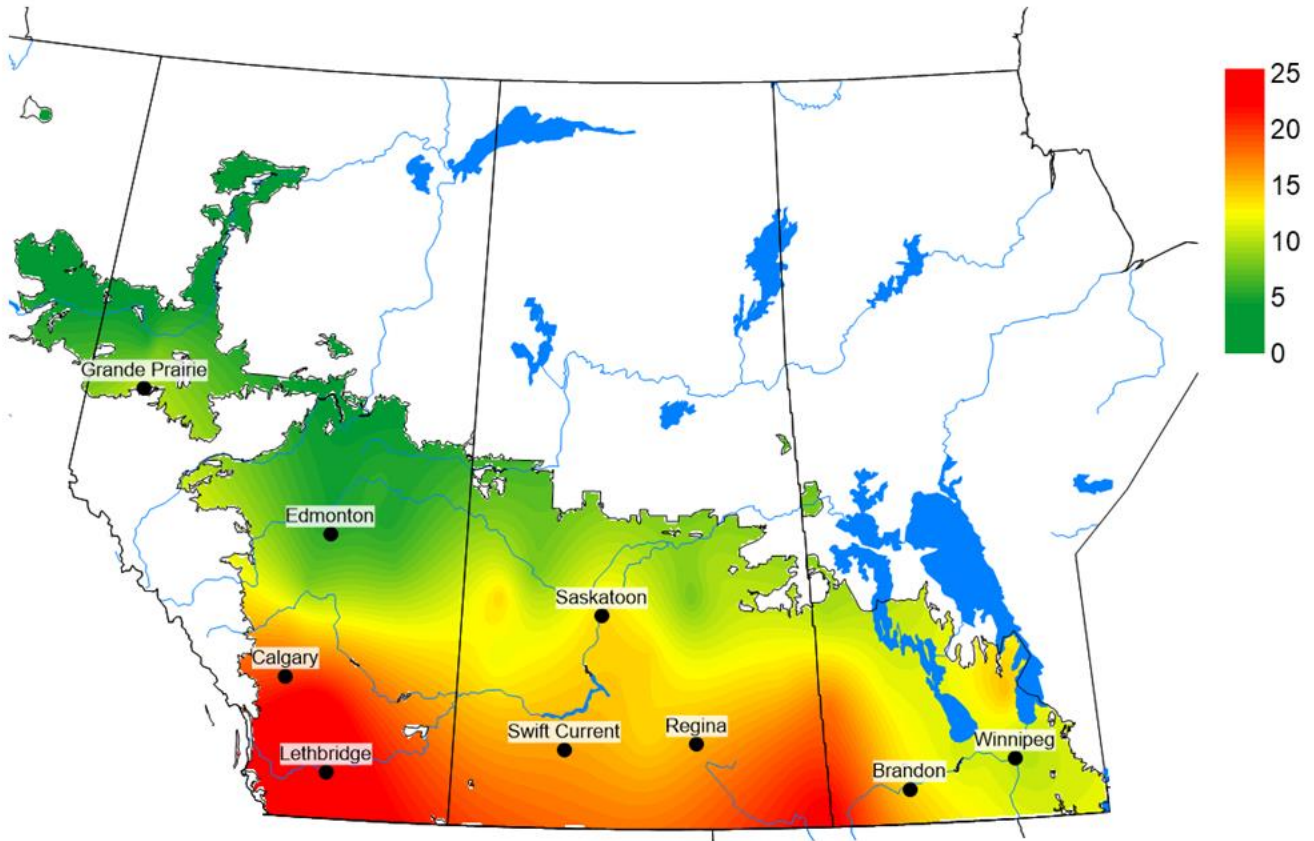 25
20
15
10
5
0
Grande Prairie
Edmonton
Saskatoon
Calgary
Swift Current
Regina
Lethbridge
Winnipeg
Brandon